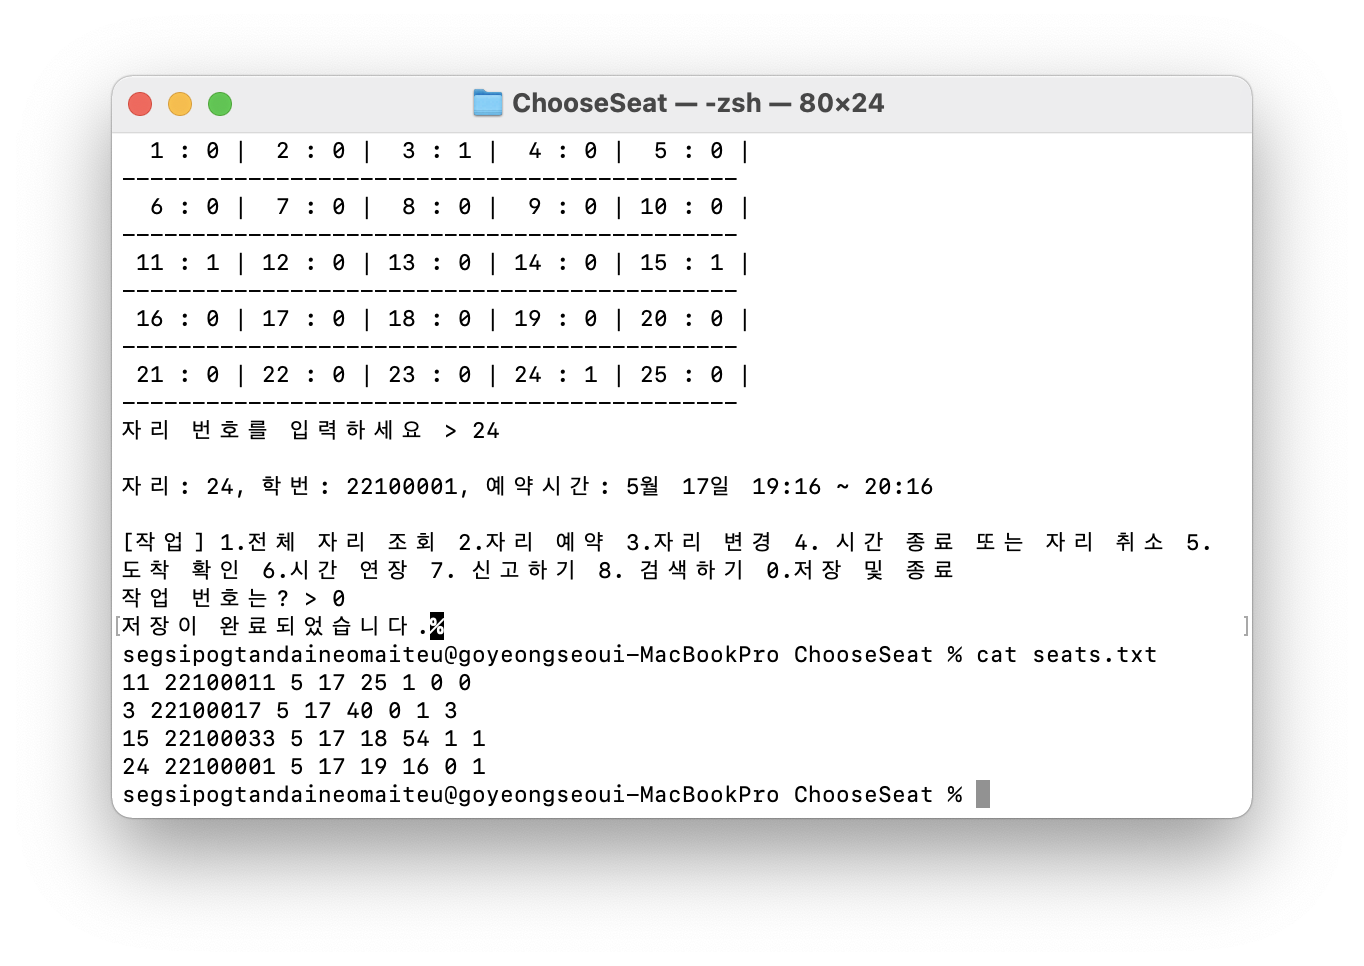 ChooseSeat — -zsh — 80×24
1 : 0 | 2 : 0 | 3 : 1 | 4 : 0 | 5 : 0 |
--------------------------------------------
6 : 0 | 7 : 0 | 8 : 0 | 9 : 0 | 10 : 0 |
--------------------------------------------
11 : 1 | 12 : 0 | 13 : 0 | 14 : 0 | 15 : 1 |
--------------------------------------------
16 : 0 | 17 : 0 | 18 : 0 | 19 : 0 | 20 : 0 |
--------------------------------------------
21 : 0 | 22 : 0 | 23 : 0 | 24 : 1 | 25 : 0 |
--------------------------------------------
자리 번호를 입력하세요 > 24
자리: 24, 학번: 22100001, 예약시간: 5월 17일 19:16 ~ 20:16
[작업] 1.전체 자리 조회 2.자리 예약 3.자리 변경 4. 시간 종료 또는 자리 취소 5.
도착 확인 6.시간 연장 7. 신고하기 8. 검색하기 0.저장 및 종료
작업 번호는? > 0
[저장이 완료되었습니다.% ]
segsipogtandaineomaiteu@goyeongseoui-MacBookPro ChooseSeat % cat seats.txt
11 22100011 5 17 25 1 0 0
3 22100017 5 17 40 0 1 3
15 22100033 5 17 18 54 1 1
24 22100001 5 17 19 16 0 1
segsipogtandaineomaiteu@goyeongseoui-MacBookPro ChooseSeat %